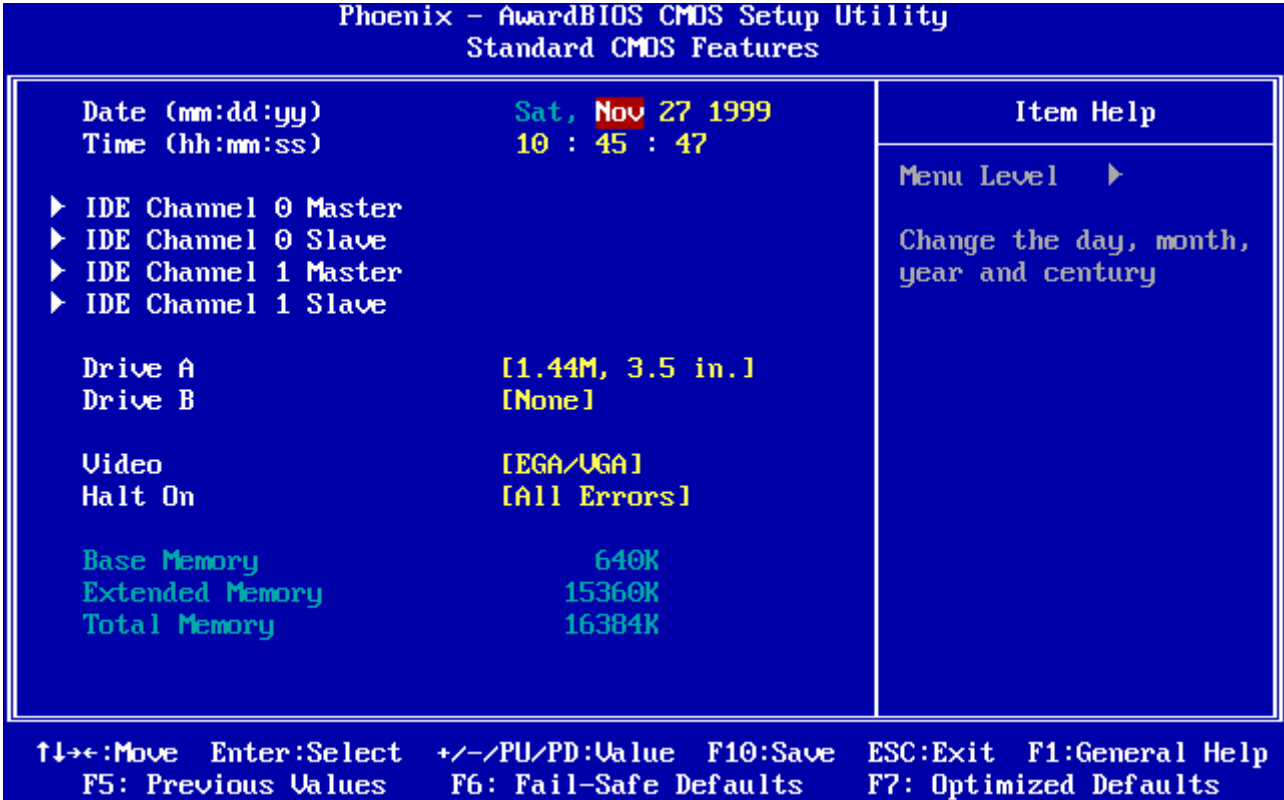 Phoenix - AwardBIOS CMOS Setup Utility
Standard CMOS Features
Date (mm:dd:yy) Sat, Nov 27 1999
Time (hh:mm:ss) 10 : 45 : 47
▶ IDE Channel 0 Master
▶ IDE Channel 0 Slave
▶ IDE Channel 1 Master
▶ IDE Channel 1 Slave
Drive A [1.44M, 3.5 in.]
Drive B [None]
Video [EGA/VGA]
Halt On [All Errors]
Base Memory 640K
Extended Memory 15360K
Total Memory 16384K
Item Help
Menu Level ▶
Change the day, month,
year and century
↑↓→←:Move Enter:Select +/-/PU/PD:Value F10:Save ESC:Exit F1:General Help
F5: Previous Values F6: Fail-Safe Defaults F7: Optimized Defaults